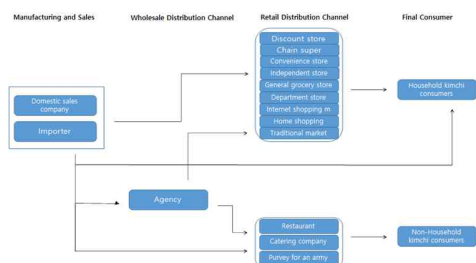 Manufacturing and Sales
Wholesale Distribution Channel
Retail Distribution Channel
Final Consumer
Domestic sales
company
Importer
Agency
Discount store
Chain super
Convenience store
Independent store
General grocery store
Department store
Internet shopping m
Home shopping
Traditional market
Restaurant
Catering company
Purvey for an army
Household kimchi
consumers
Non-Household
kimchi consumers